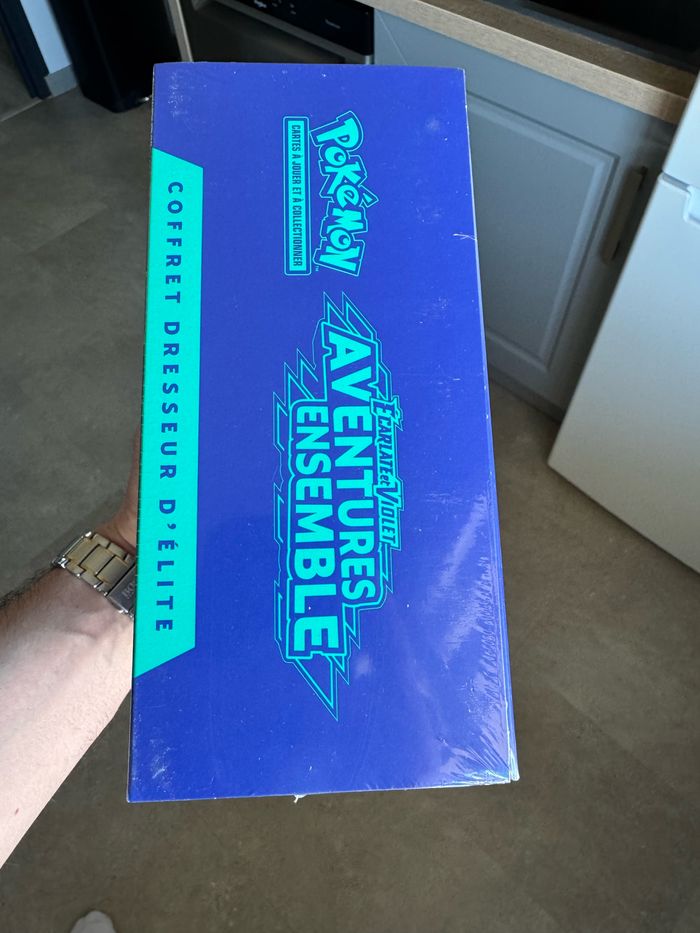 POKéMON
CARTES À JOUER ET À COLLECTIONNER
ÉCARLATE et VIOLET
AVENTURES
ENSEMBLE
COFFRET DRESSEUR D'ÉLITE